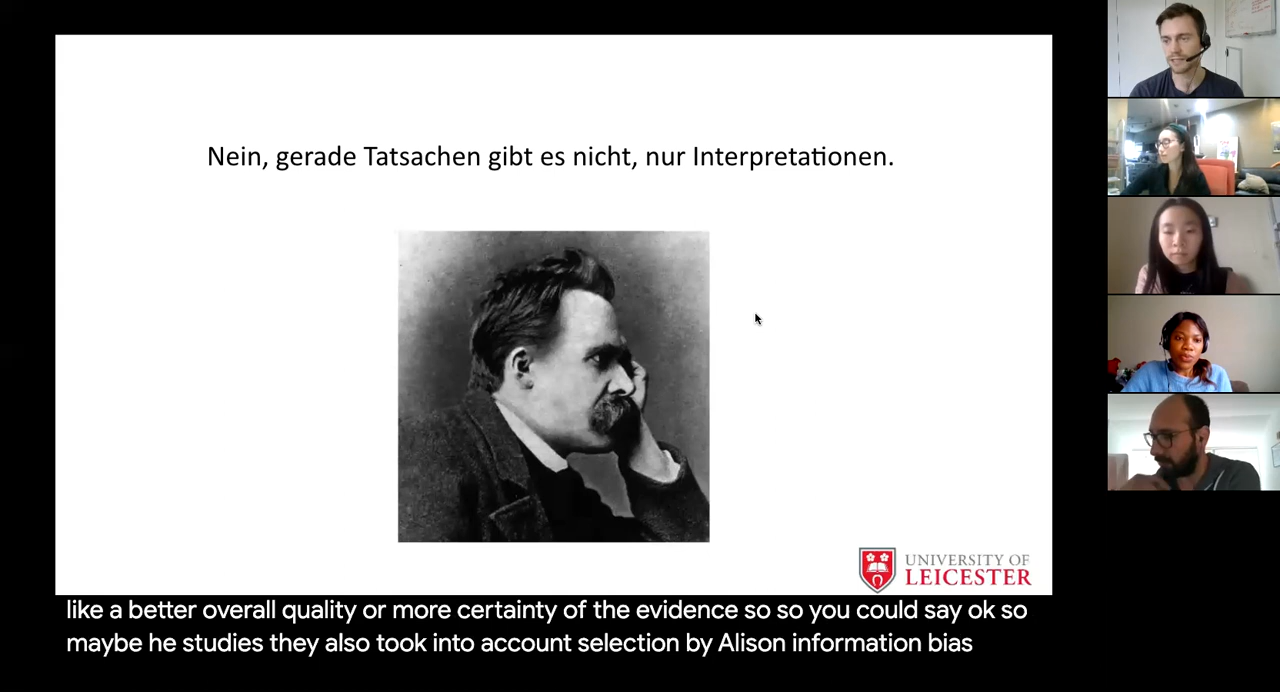 Nein, gerade Tatsachen gibt es nicht, nur Interpretationen.
UNIVERSITY OF
LEICESTER
like a better overall quality or more certainty of the evidence so so you could say ok so
maybe he studies they also took into account selection by Alison information bias